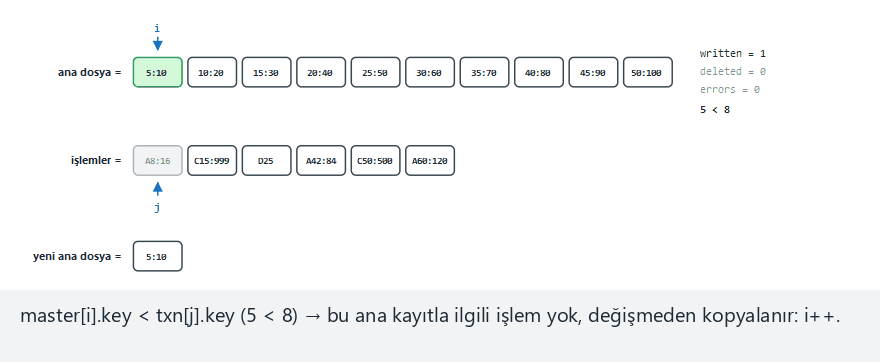 i
ana dosya = 5:10 10:20 15:30 20:40 25:50 30:60 35:70 40:80 45:90 50:100
written = 1
deleted = 0
errors = 0
5 < 8
işlemler = A8:16 C15:999 D25 A42:84 C50:500 A60:120
j
yeni ana dosya = 5:10
master[i].key < txn[j].key (5 < 8) → bu ana kayıtla ilgili işlem yok, değişmeden kopyalanır: i++.